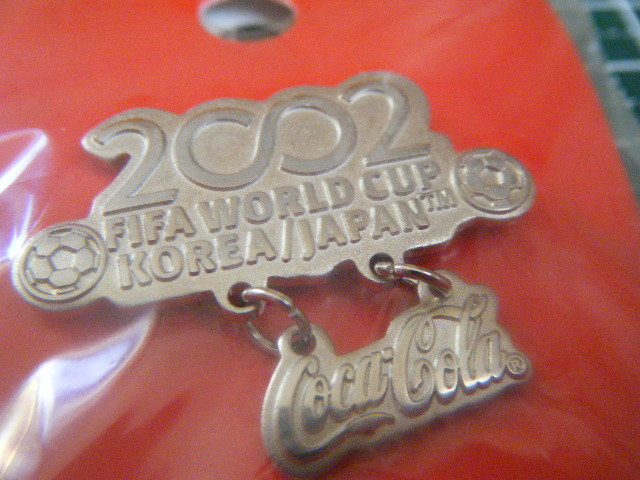 2002
FIFA WORLD CUP
KOREA/JAPAN™
Coca-Cola®